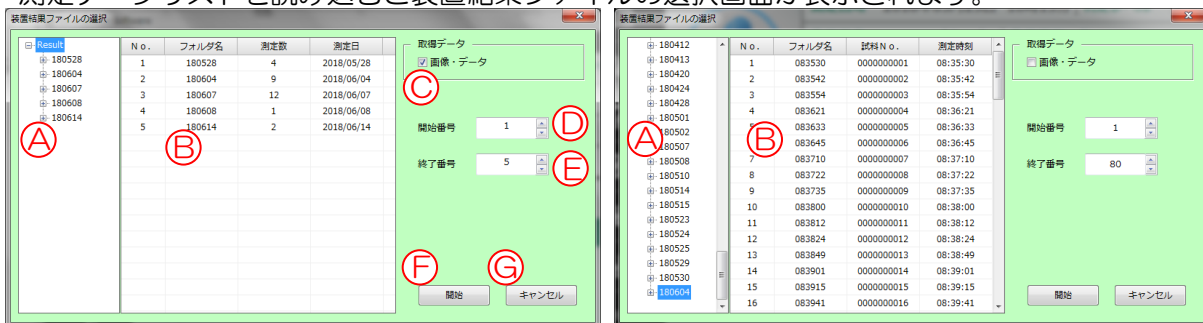 測定データリストを読み込むと装置結果ファイルの選択画面が表示されます。
装置結果ファイルの選択
Result
180528
180604
180607
180608
180614
A
No. フォルダ名 測定数 測定日
1 180528 4 2018/05/28
2 180604 9 2018/06/04
3 180607 12 2018/06/07
4 180608 1 2018/06/08
5 180614 2 2018/06/14
B
取得データ
画像・データ
C
開始番号 1 D
終了番号 5 E
F G
開始 キャンセル
装置結果ファイルの選択
180412
180413
180420
180424
180428
180501
180502
180507
180508
180510
180514
180515
180523
180524
180525
180529
180530
180604
A
No. フォルダ名 試料No. 測定時刻
1 083530 0000000001 08:35:30
2 083542 0000000002 08:35:42
3 083554 0000000003 08:35:54
4 083621 0000000004 08:36:21
5 083633 0000000005 08:36:33
083645 0000000006 08:36:45
7 083710 0000000007 08:37:10
8 083722 0000000008 08:37:22
9 083735 0000000009 08:37:35
10 083800 0000000010 08:38:00
11 083812 0000000011 08:38:12
12 083824 0000000012 08:38:24
13 083849 0000000013 08:38:49
14 083901 0000000014 08:39:01
15 083915 0000000015 08:39:15
16 083941 0000000016 08:39:41
B
取得データ
画像・データ
開始番号 1
終了番号 80
開始 キャンセル